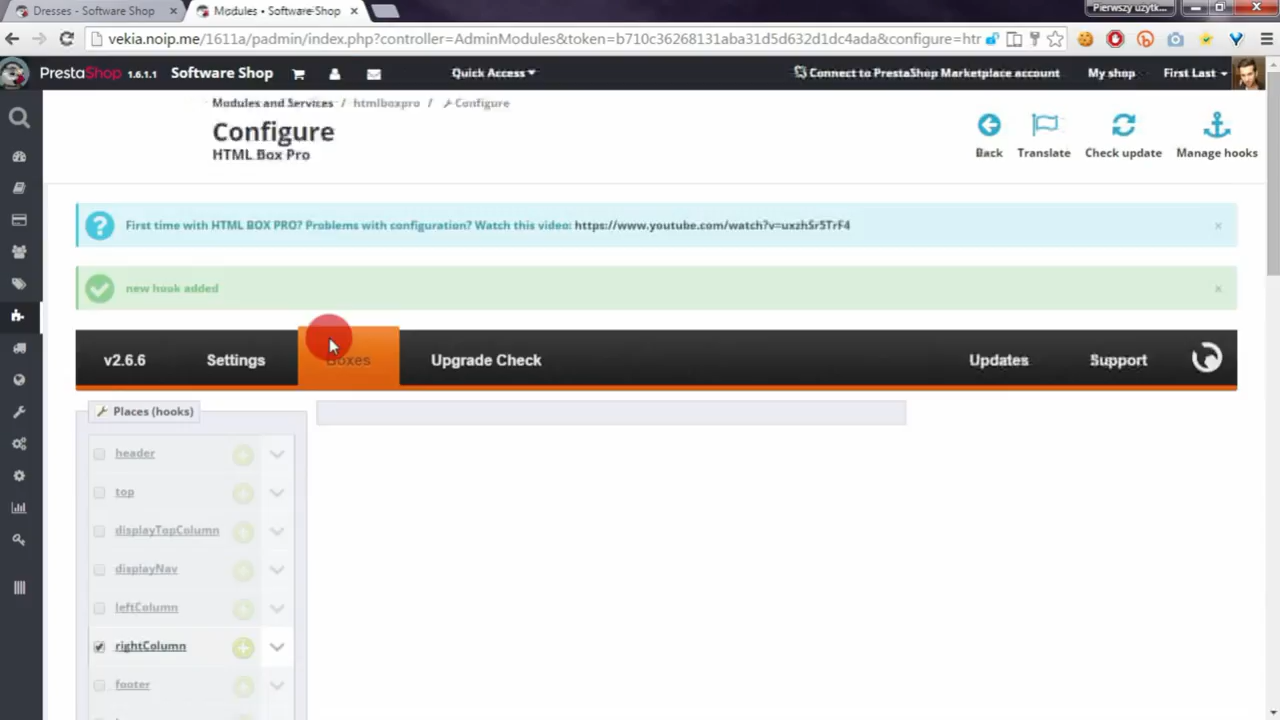 Dresses - Software Shop
Modules • Software Shop
Pierwszy użytk...
vekia.noip.me/1611a/padmin/index.php?controller=AdminModules&token=b710c36268131aba31d5d632d1dc4ada&configure=htr
PrestaShop 1.6.1.1 Software Shop Quick Access Connect to PrestaShop Marketplace account My shop First Last
Modules and Services / htmlboxpro / Configure
Configure
HTML Box Pro
Back Translate Check update Manage hooks
First time with HTML BOX PRO? Problems with configuration? Watch this video: https://www.youtube.com/watch?v=uxzhSr5TrF4
new hook added
v2.6.6 Settings Boxes Upgrade Check Updates Support
Places (hooks)
header
top
displayTopColumn
displayNav
leftColumn
rightColumn
footer